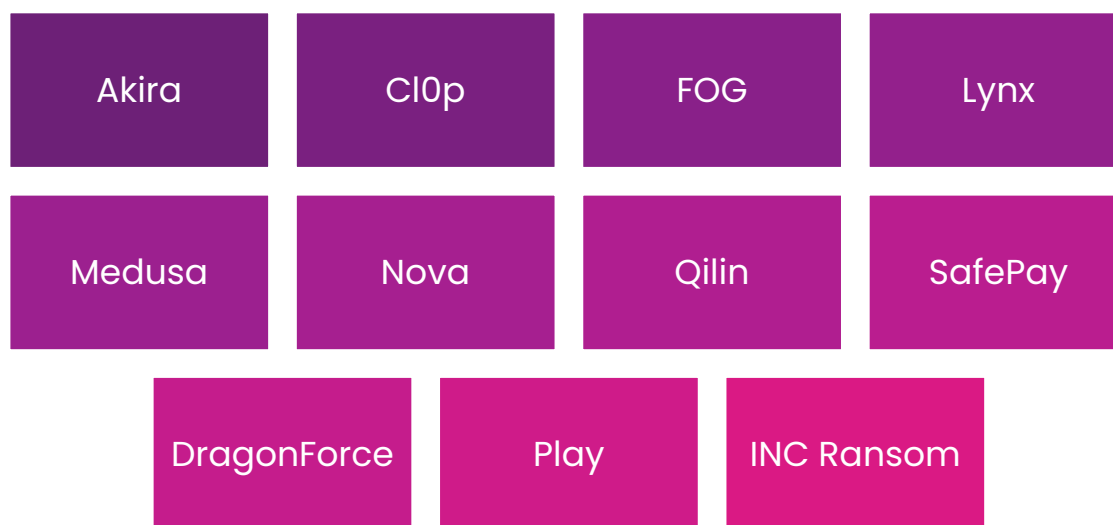 Akira
Cl0p
FOG
Lynx
Medusa
Nova
Qilin
SafePay
DragonForce
Play
INC Ransom